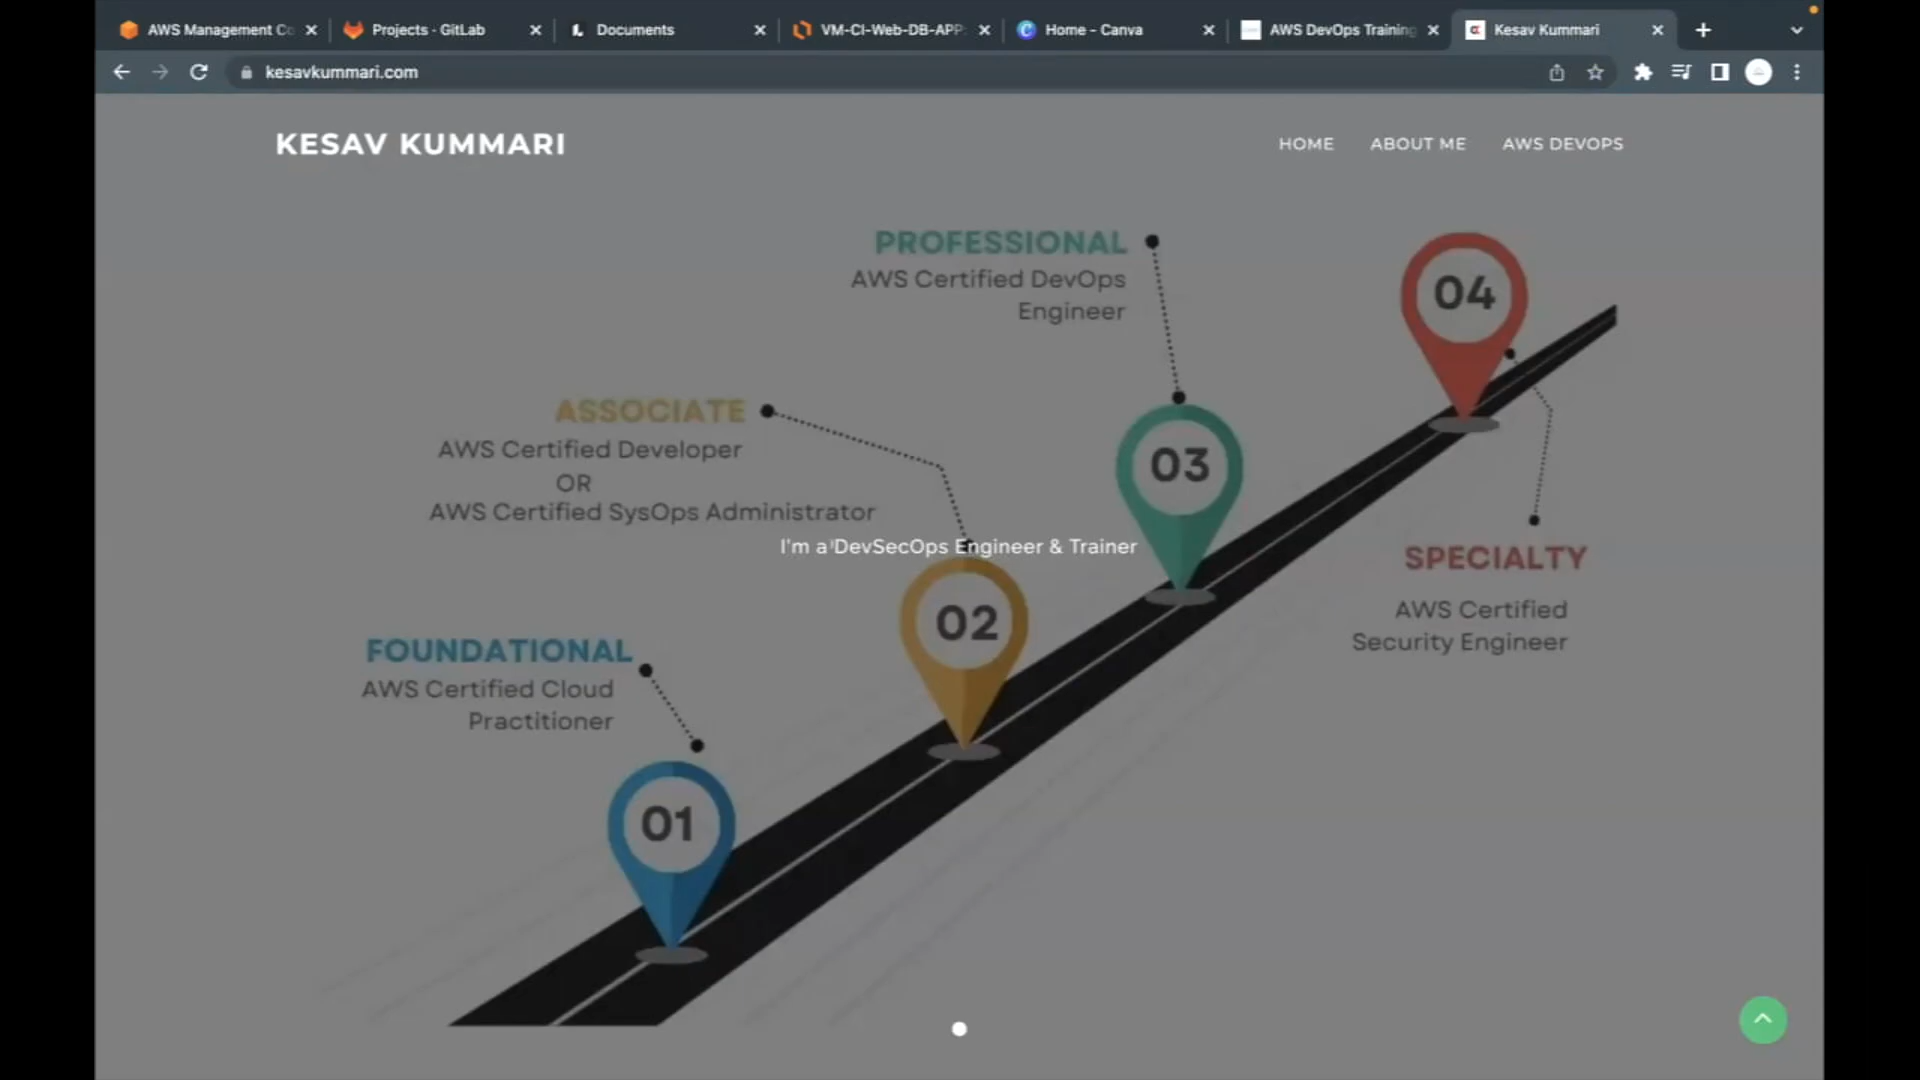 AWS Management Co
Projects · GitLab
Documents
VM-CI-Web-DB-APP
Home - Canva
AWS DevOps Training
Kesav Kummari
kesavkummari.com
KESAV KUMMARI
HOME
ABOUT ME
AWS DEVOPS
PROFESSIONAL
AWS Certified DevOps
Engineer
04
ASSOCIATE
AWS Certified Developer
OR
AWS Certified SysOps Administrator
03
I'm a DevSecOps Engineer & Trainer
SPECIALTY
AWS Certified
Security Engineer
02
FOUNDATIONAL
AWS Certified Cloud
Practitioner
01